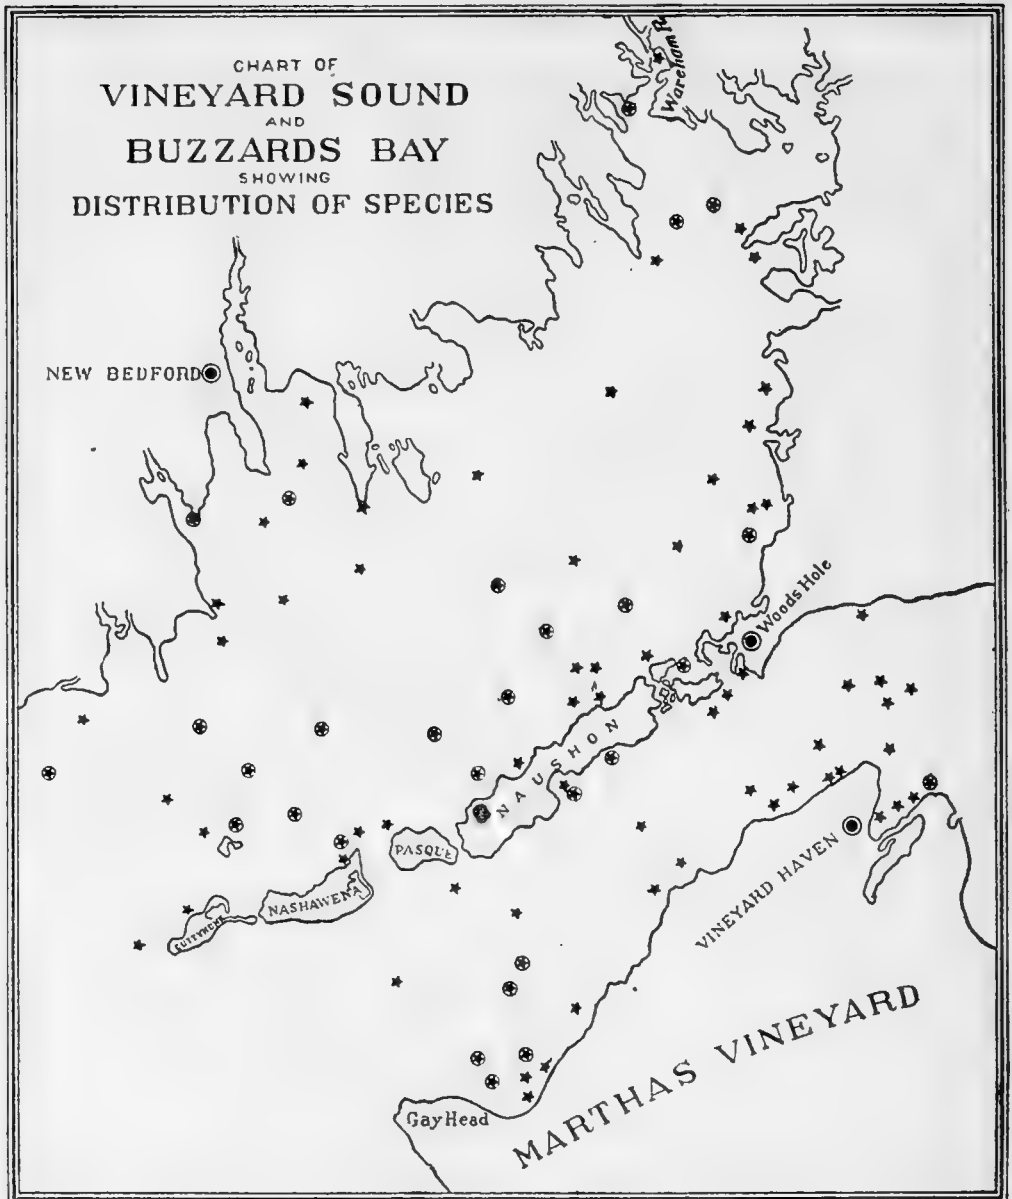 CHART OF
VINEYARD SOUND
AND
BUZZARDS BAY
SHOWING
DISTRIBUTION OF SPECIES
Wareham
NEW BEDFORD
Woods Hole
NAUSHON
PASQUE
NASHAWENA
VINEYARD HAVEN
MARTHAS VINEYARD
Gay Head